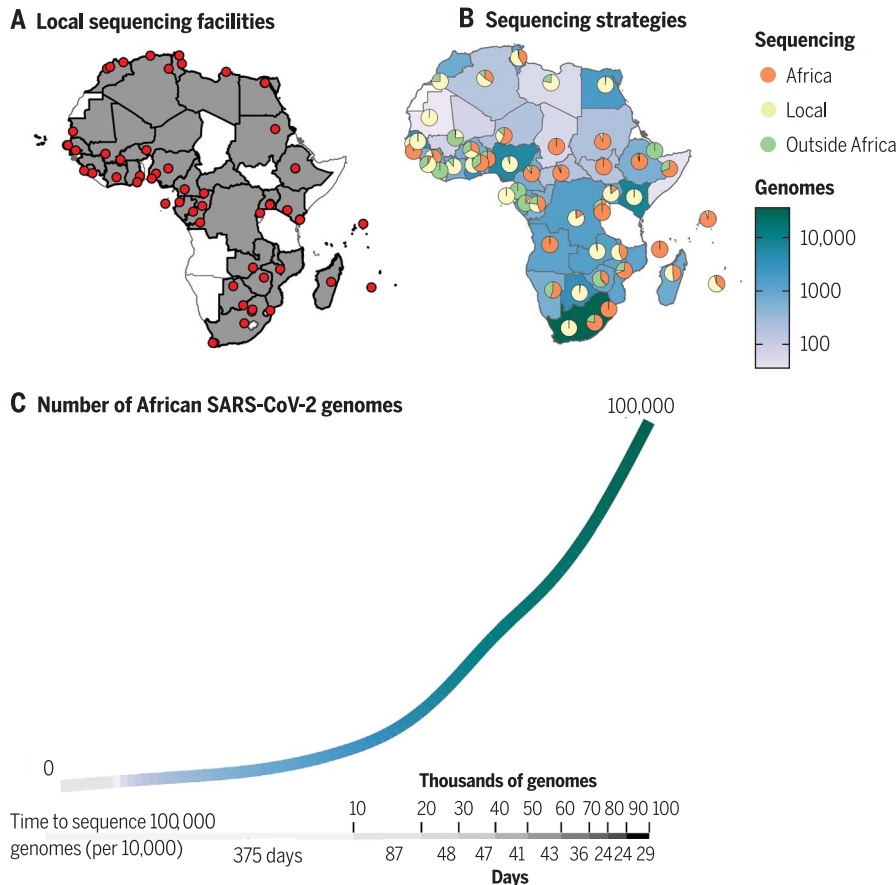 A Local sequencing facilities
B Sequencing strategies
Sequencing
Africa
Local
Outside Africa
Genomes
10,000
1000
100
C Number of African SARS-CoV-2 genomes
100,000
0
Thousands of genomes
10 20 30 40 50 60 70 80 90 100
Time to sequence 100,000
genomes (per 10,000)
375 days 87 48 47 41 43 36 24 24 29
Days